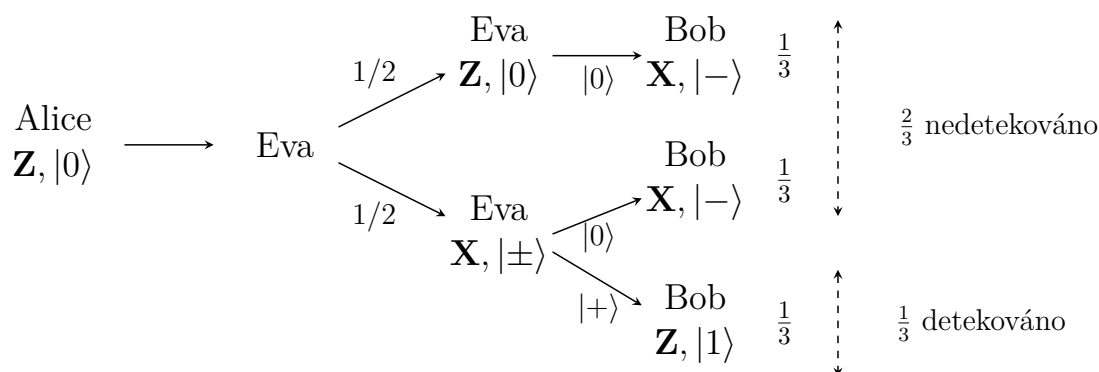 Alice
Z, |0⟩
Eva
1/2
1/2
Eva
Z, |0⟩
|0⟩
Bob
X, |−⟩
1/3
2/3 nedetekováno
Eva
X, |±⟩
|0⟩
Bob
X, |−⟩
1/3
|+⟩
Bob
Z, |1⟩
1/3
1/3 detekováno